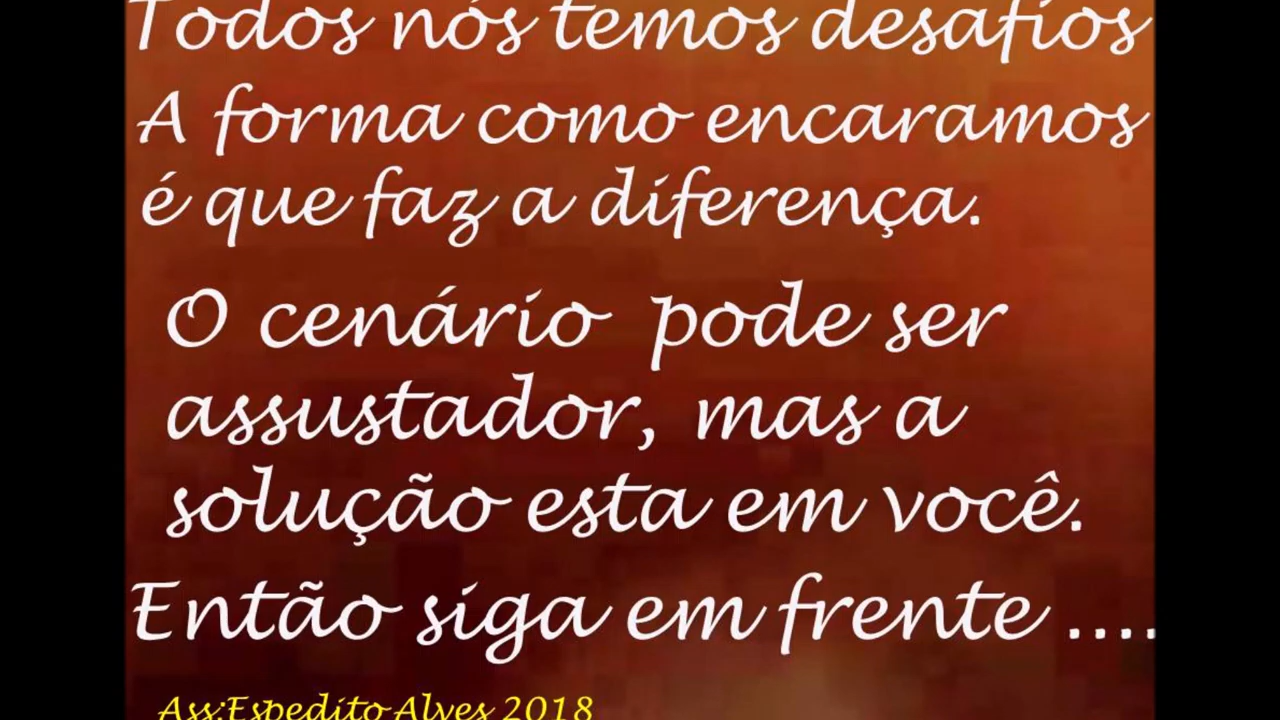 Todos nós temos desafios
A forma como encaramos
é que faz a diferença.
O cenário pode ser
assustador, mas a
solução esta em você.
Então siga em frente ....
Ass:Espedito Alves 2018